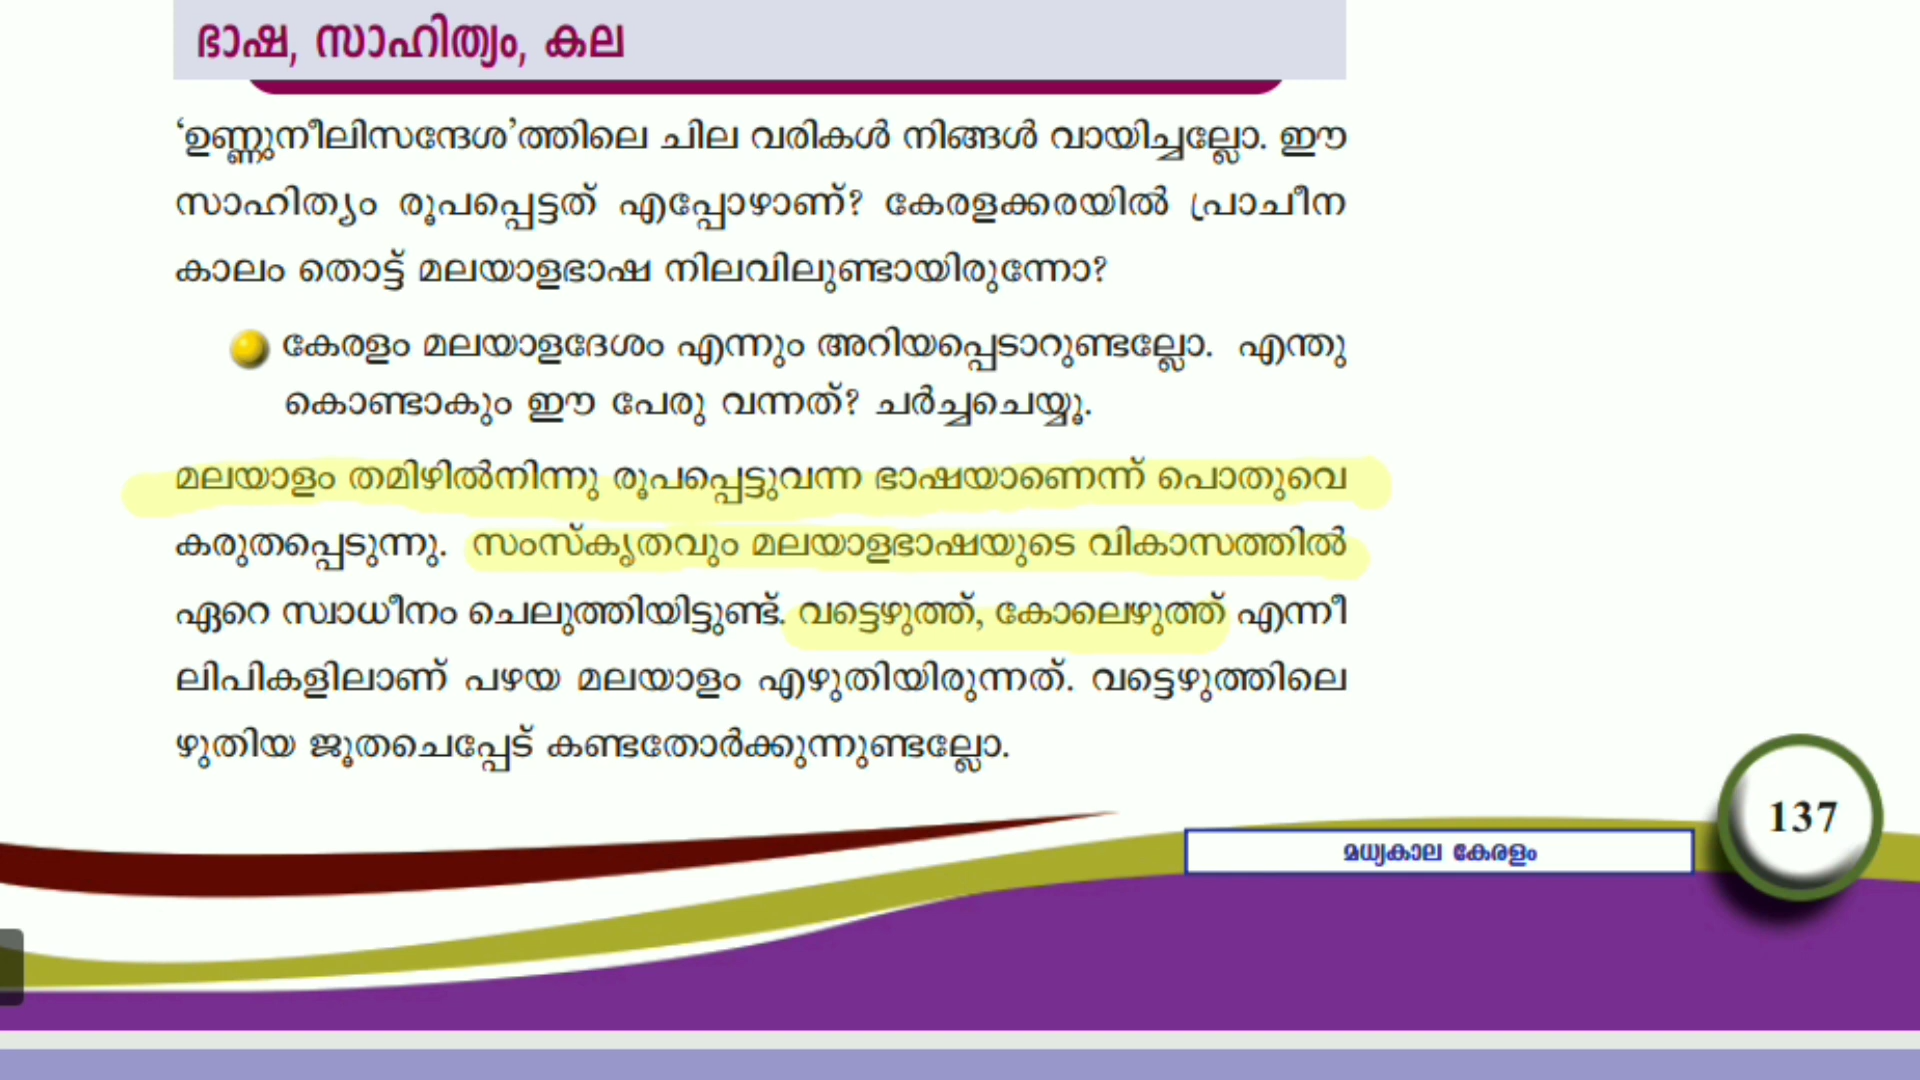 ഭാഷ, സാഹിത്യം, കല
‘ഉണ്ണുനീലിസന്ദേശ’ത്തിലെ ചില വരികൾ നിങ്ങൾ വായിച്ചല്ലോ. ഈ
സാഹിത്യം രൂപപ്പെട്ടത് എപ്പോഴാണ്? കേരളക്കരയിൽ പ്രാചീന
കാലം തൊട്ട് മലയാളഭാഷ നിലവിലുണ്ടായിരുന്നോ?
കേരളം മലയാളദേശം എന്നും അറിയപ്പെടാറുണ്ടല്ലോ. എന്തു
കൊണ്ടാകും ഈ പേരു വന്നത്? ചർച്ചചെയ്യൂ.
മലയാളം തമിഴിൽനിന്നു രൂപപ്പെട്ടുവന്ന ഭാഷയാണെന്ന് പൊതുവെ
കരുതപ്പെടുന്നു. സംസ്കൃതവും മലയാളഭാഷയുടെ വികാസത്തിൽ
ഏറെ സ്വാധീനം ചെലുത്തിയിട്ടുണ്ട്. വട്ടെഴുത്ത്, കോലെഴുത്ത് എന്നീ
ലിപികളിലാണ് പഴയ മലയാളം എഴുതിയിരുന്നത്. വട്ടെഴുത്തിലെ
ഴുതിയ ജൂതചെപ്പേട് കണ്ടതോർക്കുന്നുണ്ടല്ലോ.
137
മധ്യകാല കേരളം